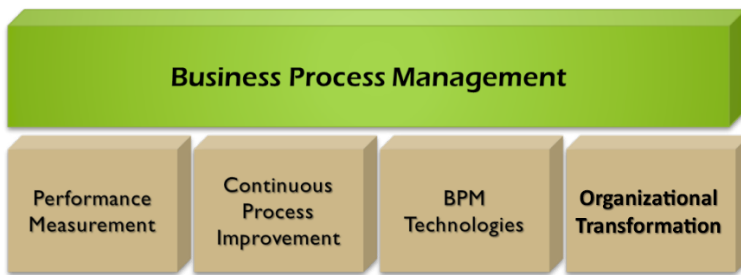 Business Process Management
Performance
Measurement
Continuous
Process
Improvement
BPM
Technologies
Organizational
Transformation